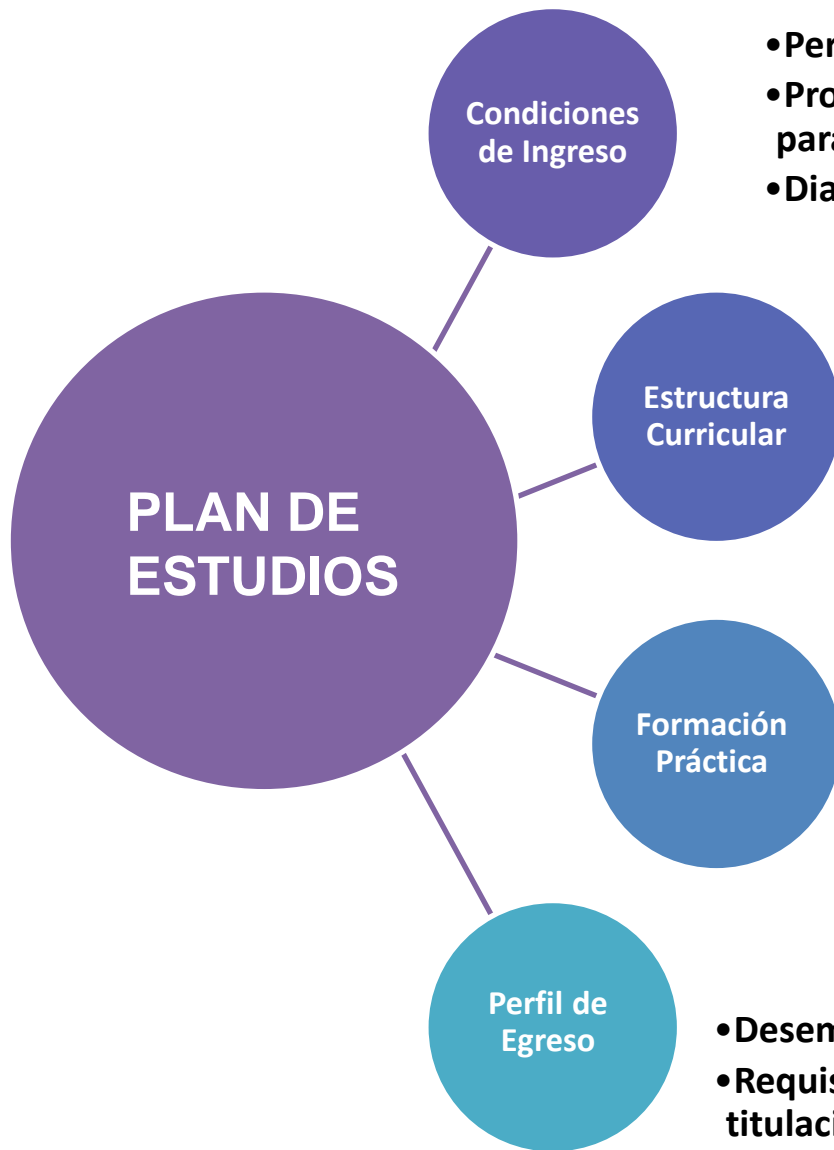 Condiciones
de Ingreso
Estructura
Curricular
PLAN DE
ESTUDIOS
Formación
Práctica
Perfil de
Egreso